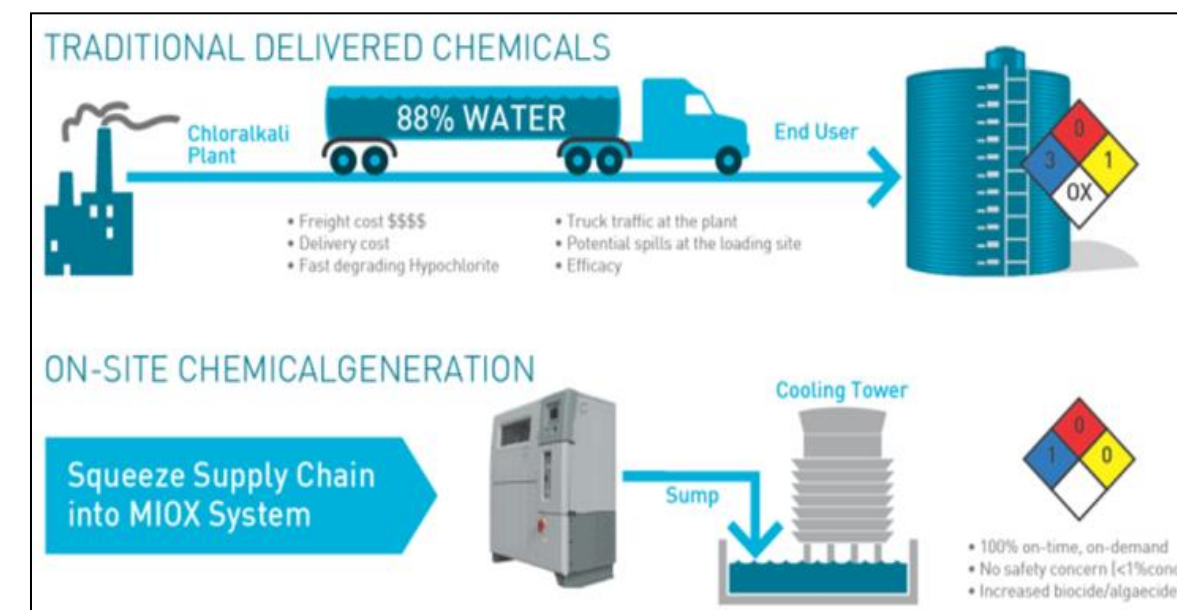 TRADITIONAL DELIVERED CHEMICALS
88% WATER
Chloralkali
Plant
End User
0
3
1
OX
• Freight cost $$$$
• Delivery cost
• Fast degrading Hypochlorite
• Truck traffic at the plant
• Potential spills at the loading site
• Efficacy
ON-SITE CHEMICALGENERATION
Cooling Tower
Squeeze Supply Chain
into MIOX System
Sump
0
1
0
• 100% on-time, on-demand
• No safety concern (<1%conc
• Increased biocide/algaecide